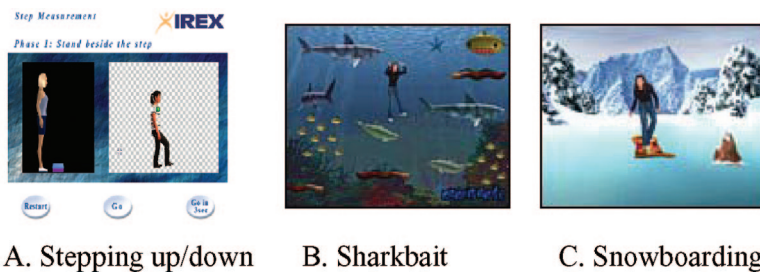 Step Measurement
IREX
Phase 1: Stand beside the step
Restart
Go
Go in
3sec
A. Stepping up/down
B. Sharkbait
C. Snowboarding